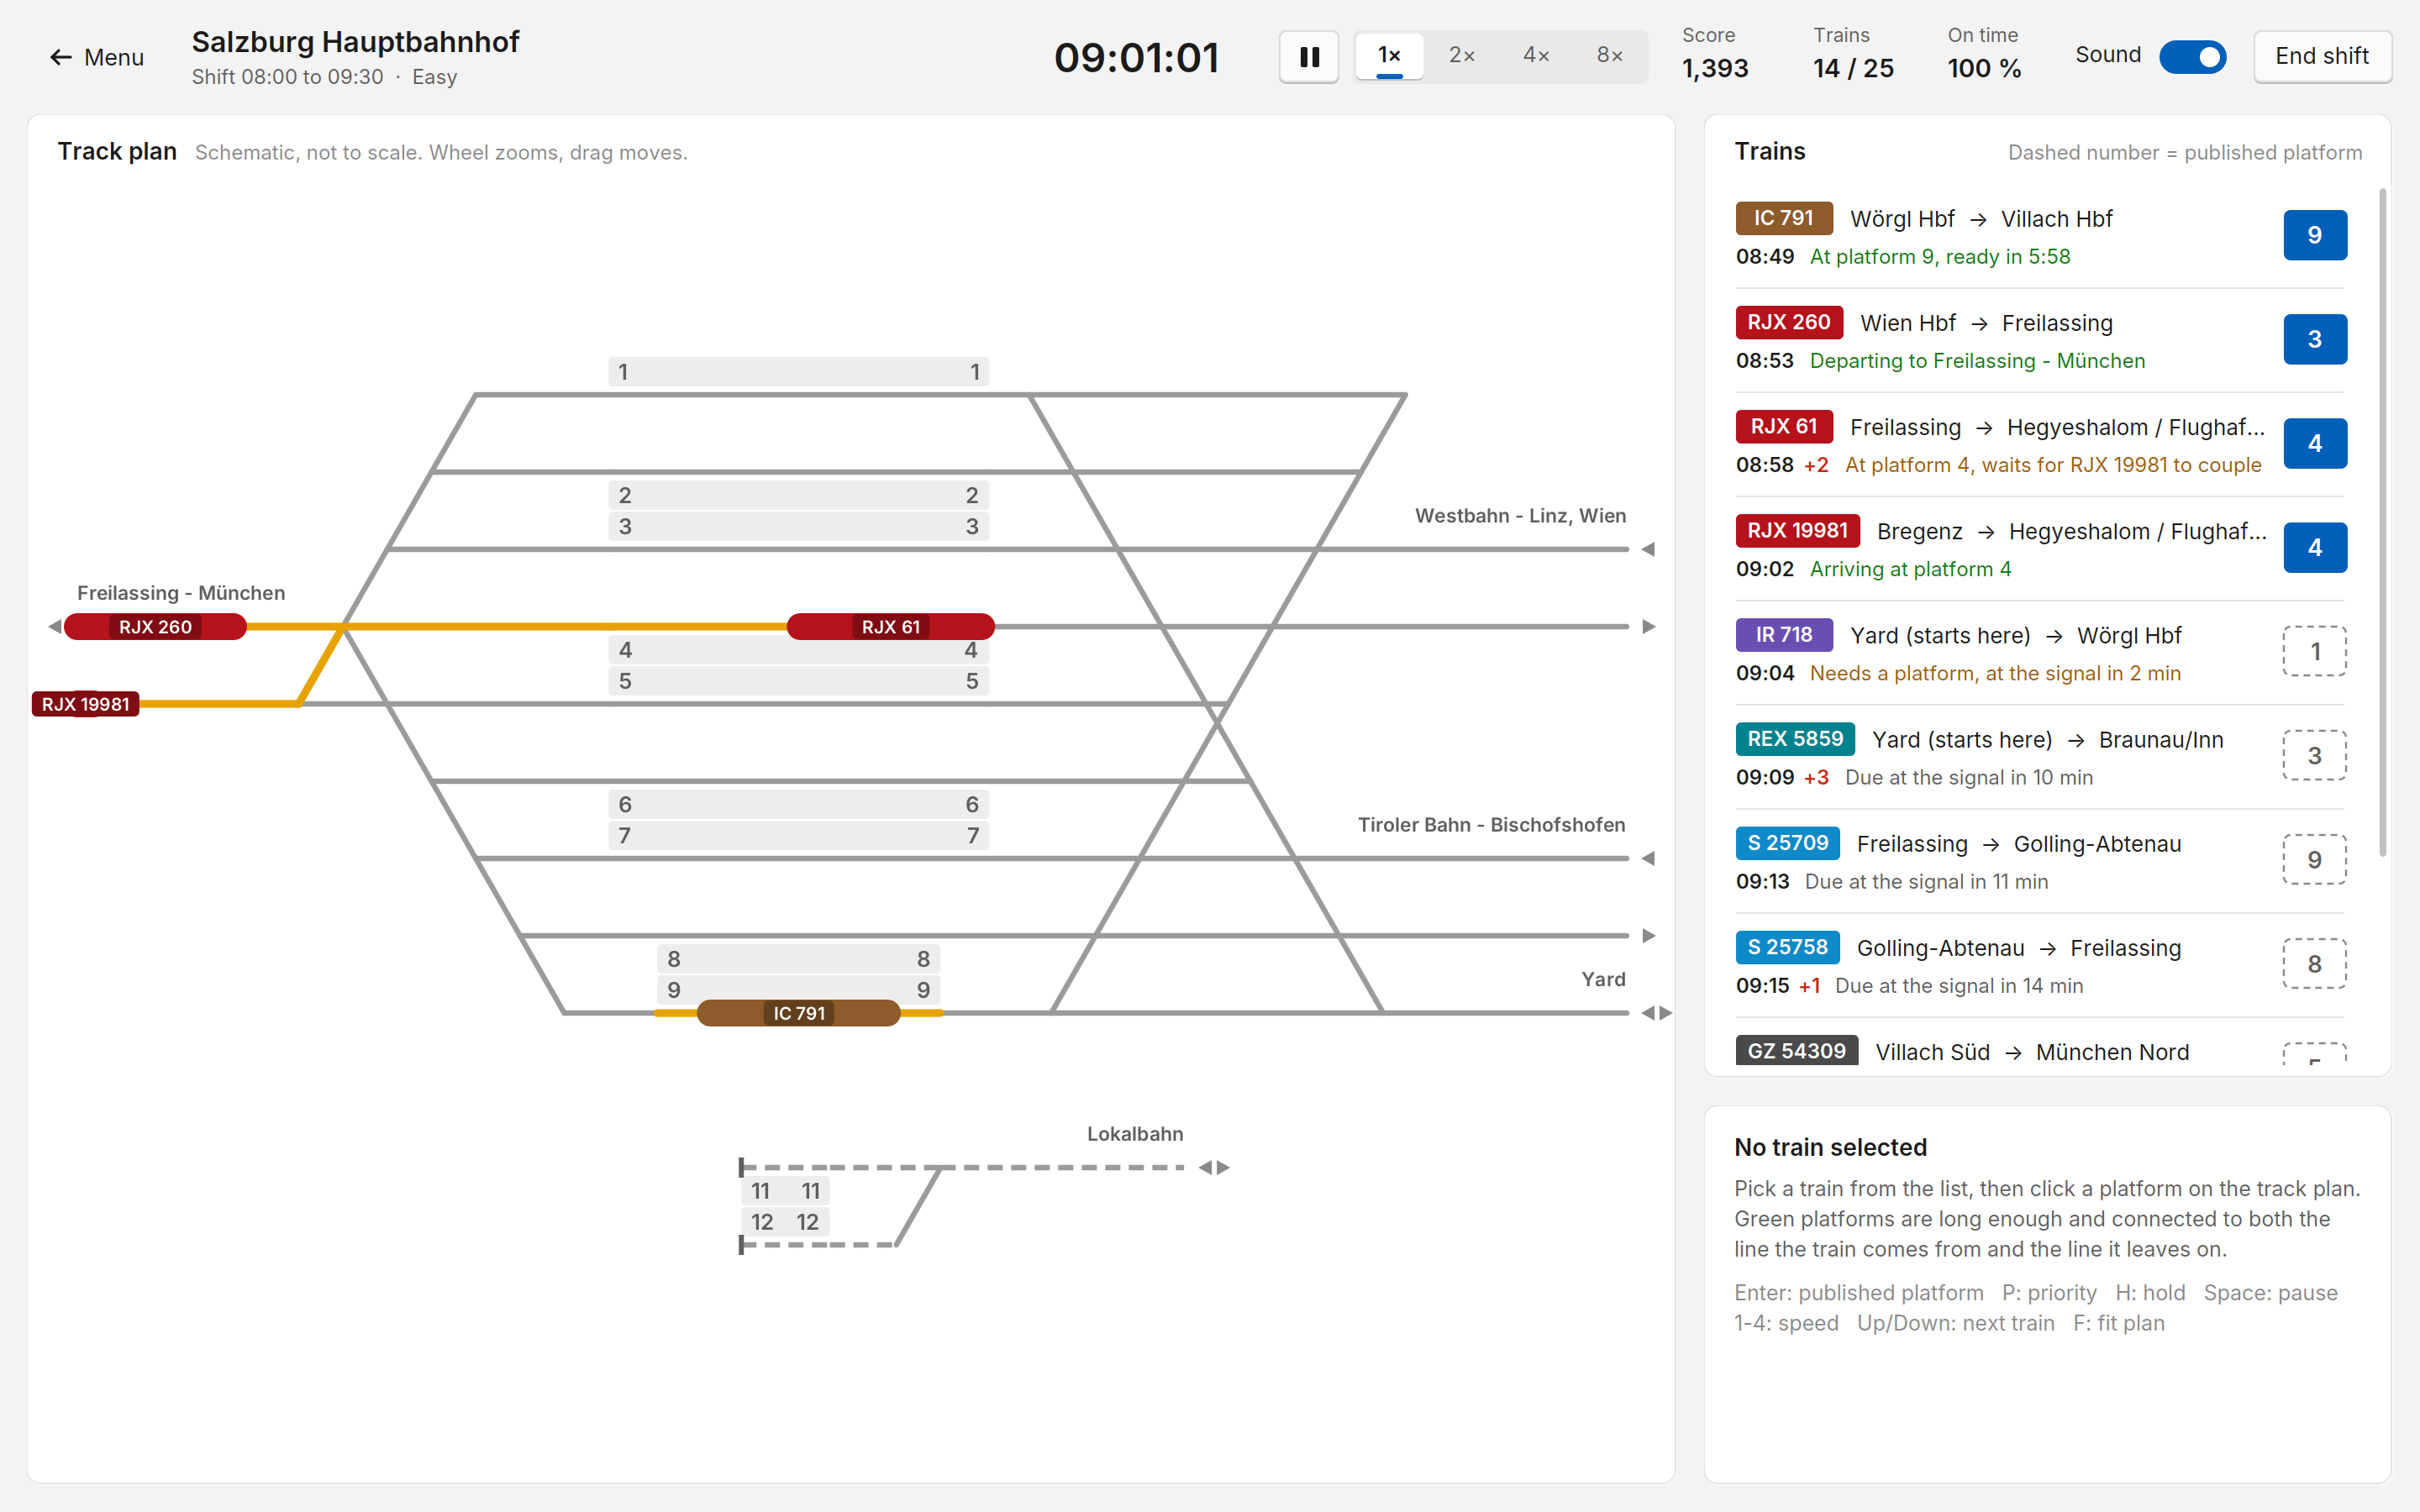 Menu
Salzburg Hauptbahnhof
Shift 08:00 to 09:30 · Easy
09:01:01
1× 2× 4× 8×
Score
1,393
Trains
14 / 25
On time
100 %
Sound
End shift
Track plan Schematic, not to scale. Wheel zooms, drag moves.
1 1
2 2
3 3
Westbahn - Linz, Wien
Freilassing - München
RJX 260
RJX 61
4 4
5 5
RJX 19981
6 6
7 7
Tiroler Bahn - Bischofshofen
8 8
9 9
Yard
IC 791
Lokalbahn
11 11
12 12
Trains Dashed number = published platform
IC 791 Wörgl Hbf → Villach Hbf 9
08:49 At platform 9, ready in 5:58
RJX 260 Wien Hbf → Freilassing 3
08:53 Departing to Freilassing - München
RJX 61 Freilassing → Hegyeshalom / Flughaf... 4
08:58 +2 At platform 4, waits for RJX 19981 to couple
RJX 19981 Bregenz → Hegyeshalom / Flughaf... 4
09:02 Arriving at platform 4
IR 718 Yard (starts here) → Wörgl Hbf 1
09:04 Needs a platform, at the signal in 2 min
REX 5859 Yard (starts here) → Braunau/Inn 3
09:09 +3 Due at the signal in 10 min
S 25709 Freilassing → Golling-Abtenau 9
09:13 Due at the signal in 11 min
S 25758 Golling-Abtenau → Freilassing 8
09:15 +1 Due at the signal in 14 min
GZ 54309 Villach Süd → München Nord
No train selected
Pick a train from the list, then click a platform on the track plan.
Green platforms are long enough and connected to both the
line the train comes from and the line it leaves on.
Enter: published platform P: priority H: hold Space: pause
1-4: speed Up/Down: next train F: fit plan